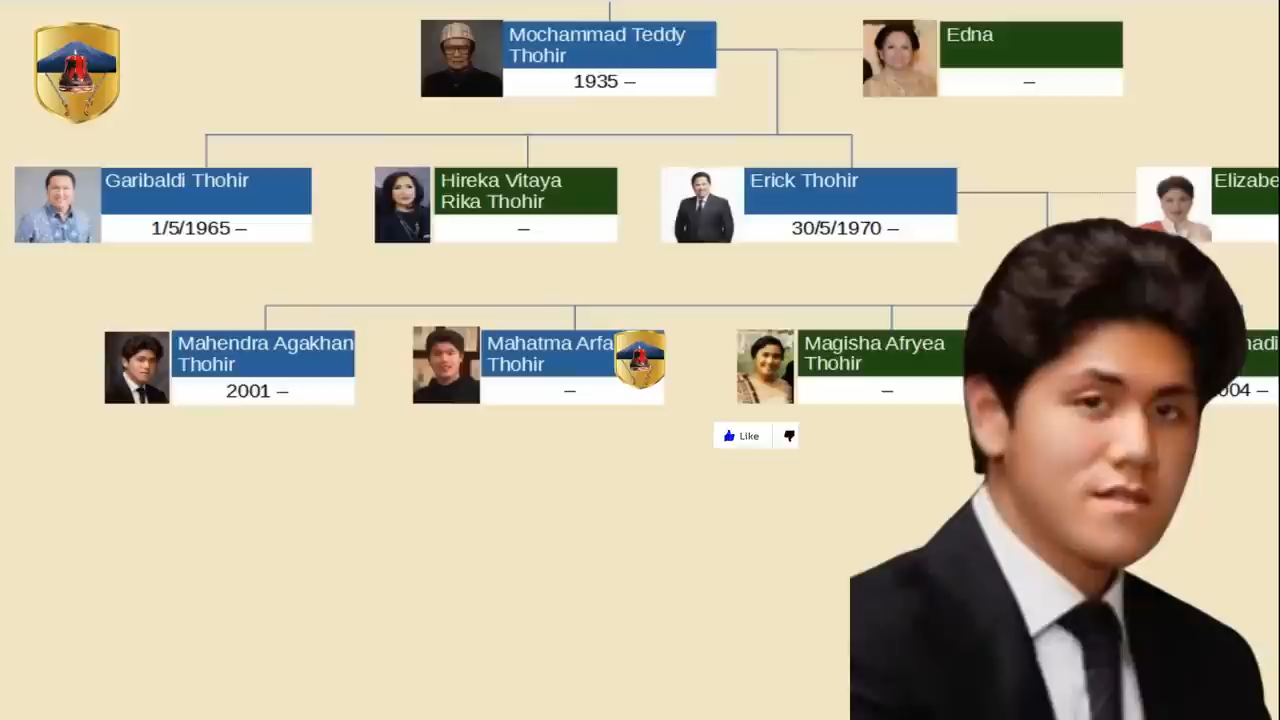 Mochammad Teddy
Thohir
1935 –
Edna
–
Garibaldi Thohir
1/5/1965 –
Hireka Vitaya
Rika Thohir
–
Erick Thohir
30/5/1970 –
Elizabe
Mahendra Agakhan
Thohir
2001 –
Mahatma Arfa
Thohir
–
Magisha Afryea
Thohir
–
hadi
004 –
Like